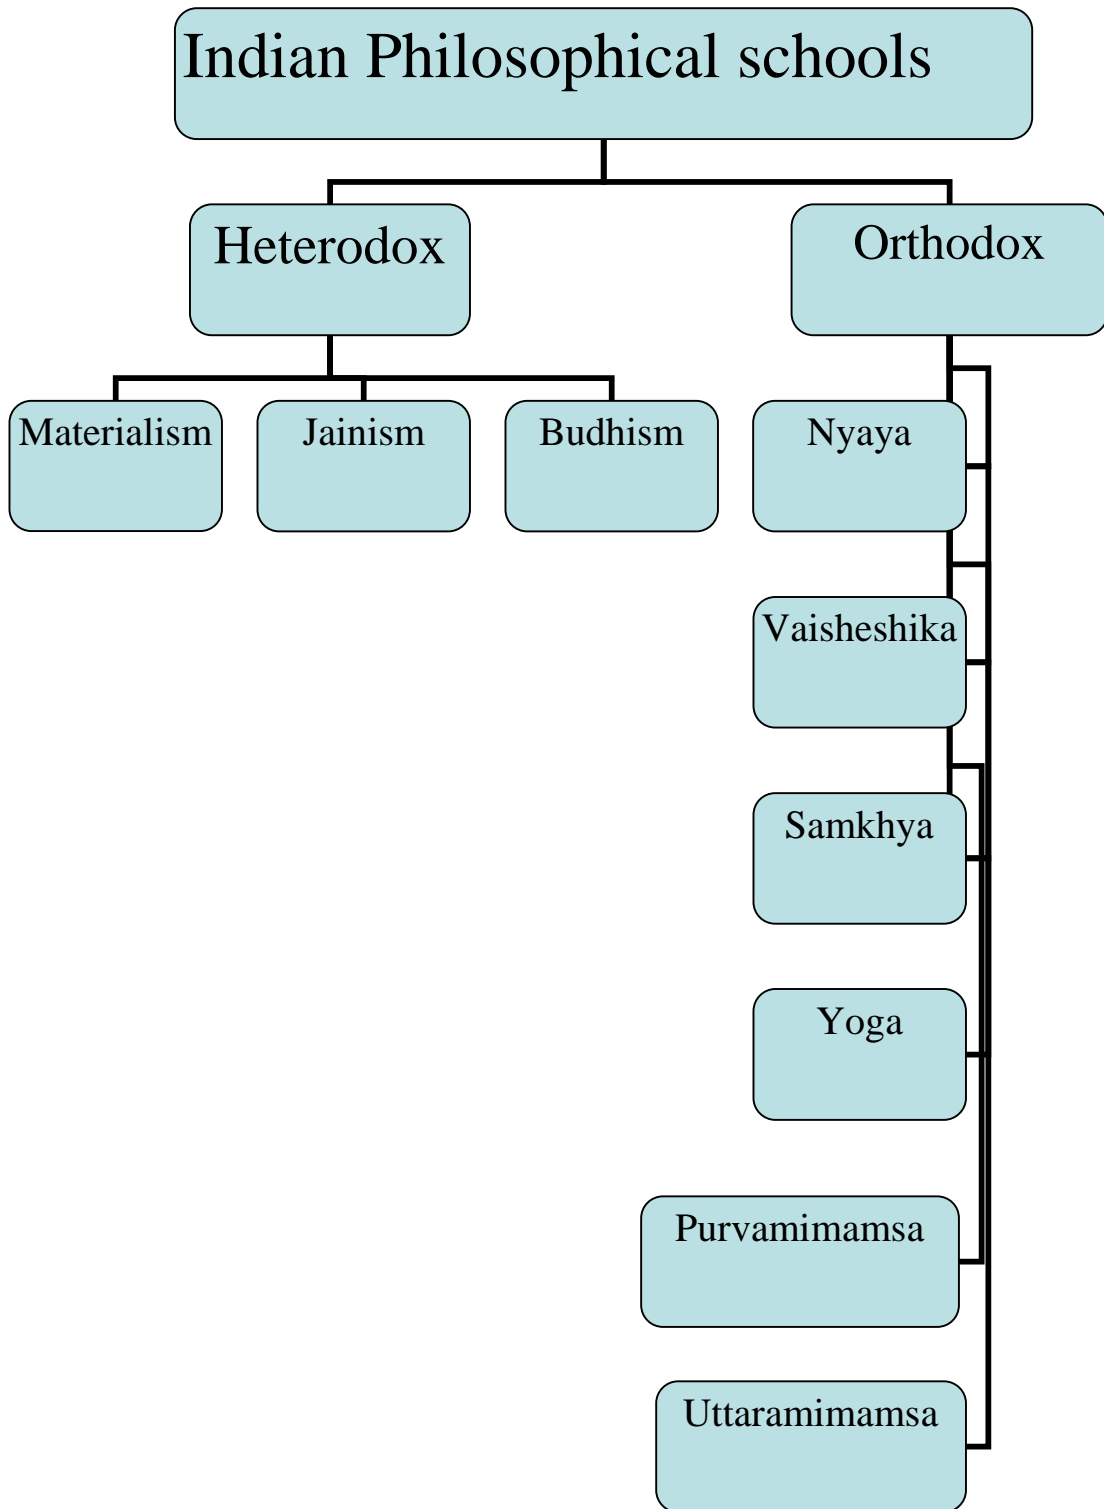 Indian Philosophical schools
Heterodox
Orthodox
Materialism
Jainism
Budhism
Nyaya
Vaisheshika
Samkhya
Yoga
Purvamimamsa
Uttaramimamsa